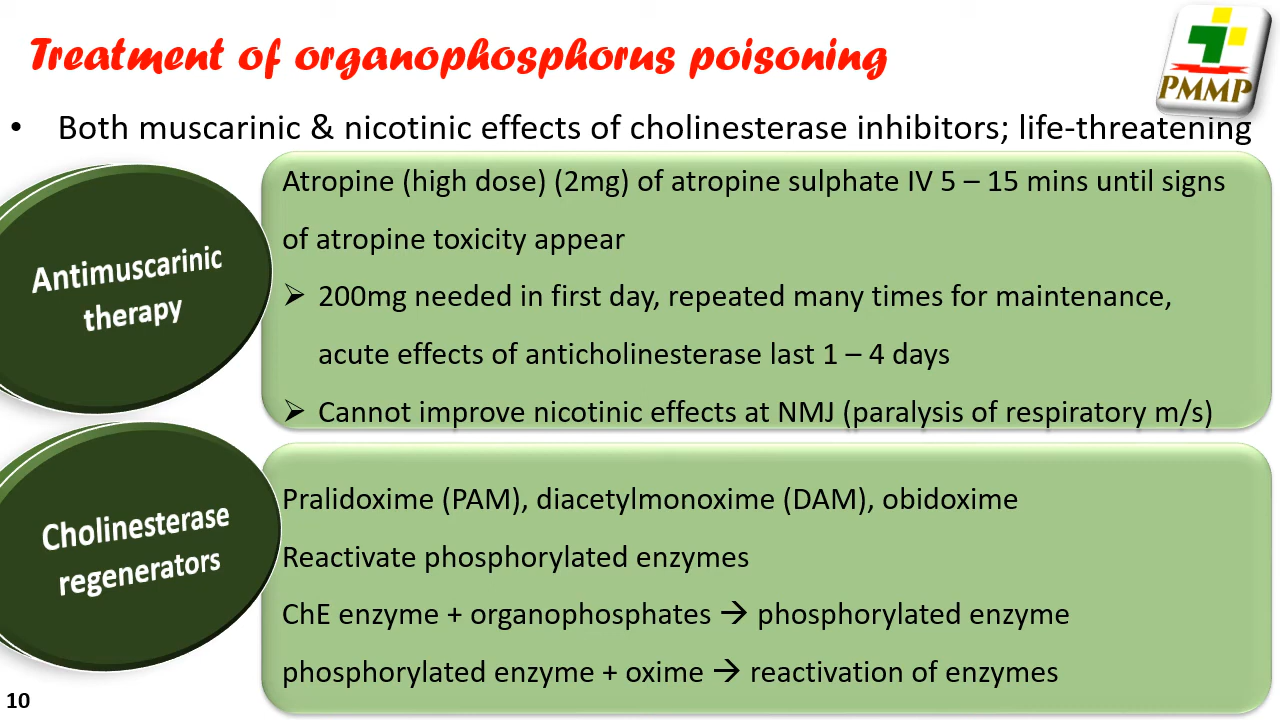 Treatment of organophosphorus poisoning
PMMP
• Both muscarinic & nicotinic effects of cholinesterase inhibitors; life-threatening
Antimuscarinic
therapy
Atropine (high dose) (2mg) of atropine sulphate IV 5 – 15 mins until signs
of atropine toxicity appear
➢ 200mg needed in first day, repeated many times for maintenance,
acute effects of anticholinesterase last 1 – 4 days
➢ Cannot improve nicotinic effects at NMJ (paralysis of respiratory m/s)
Cholinesterase
regenerators
Pralidoxime (PAM), diacetylmonoxime (DAM), obidoxime
Reactivate phosphorylated enzymes
ChE enzyme + organophosphates → phosphorylated enzyme
phosphorylated enzyme + oxime → reactivation of enzymes
10